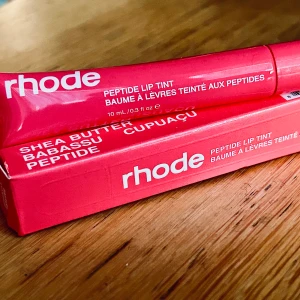 rhode
PEPTIDE LIP TINT
BAUME À LÈVRES TEINTÉ AUX PEPTIDES
10 mL / 0.3 fl oz ℮
SHEA BUTTER
BABASSU CUPUAÇU
PEPTIDE
rhode
PEPTIDE LIP TINT
BAUME À LÈVRES TEINTÉ